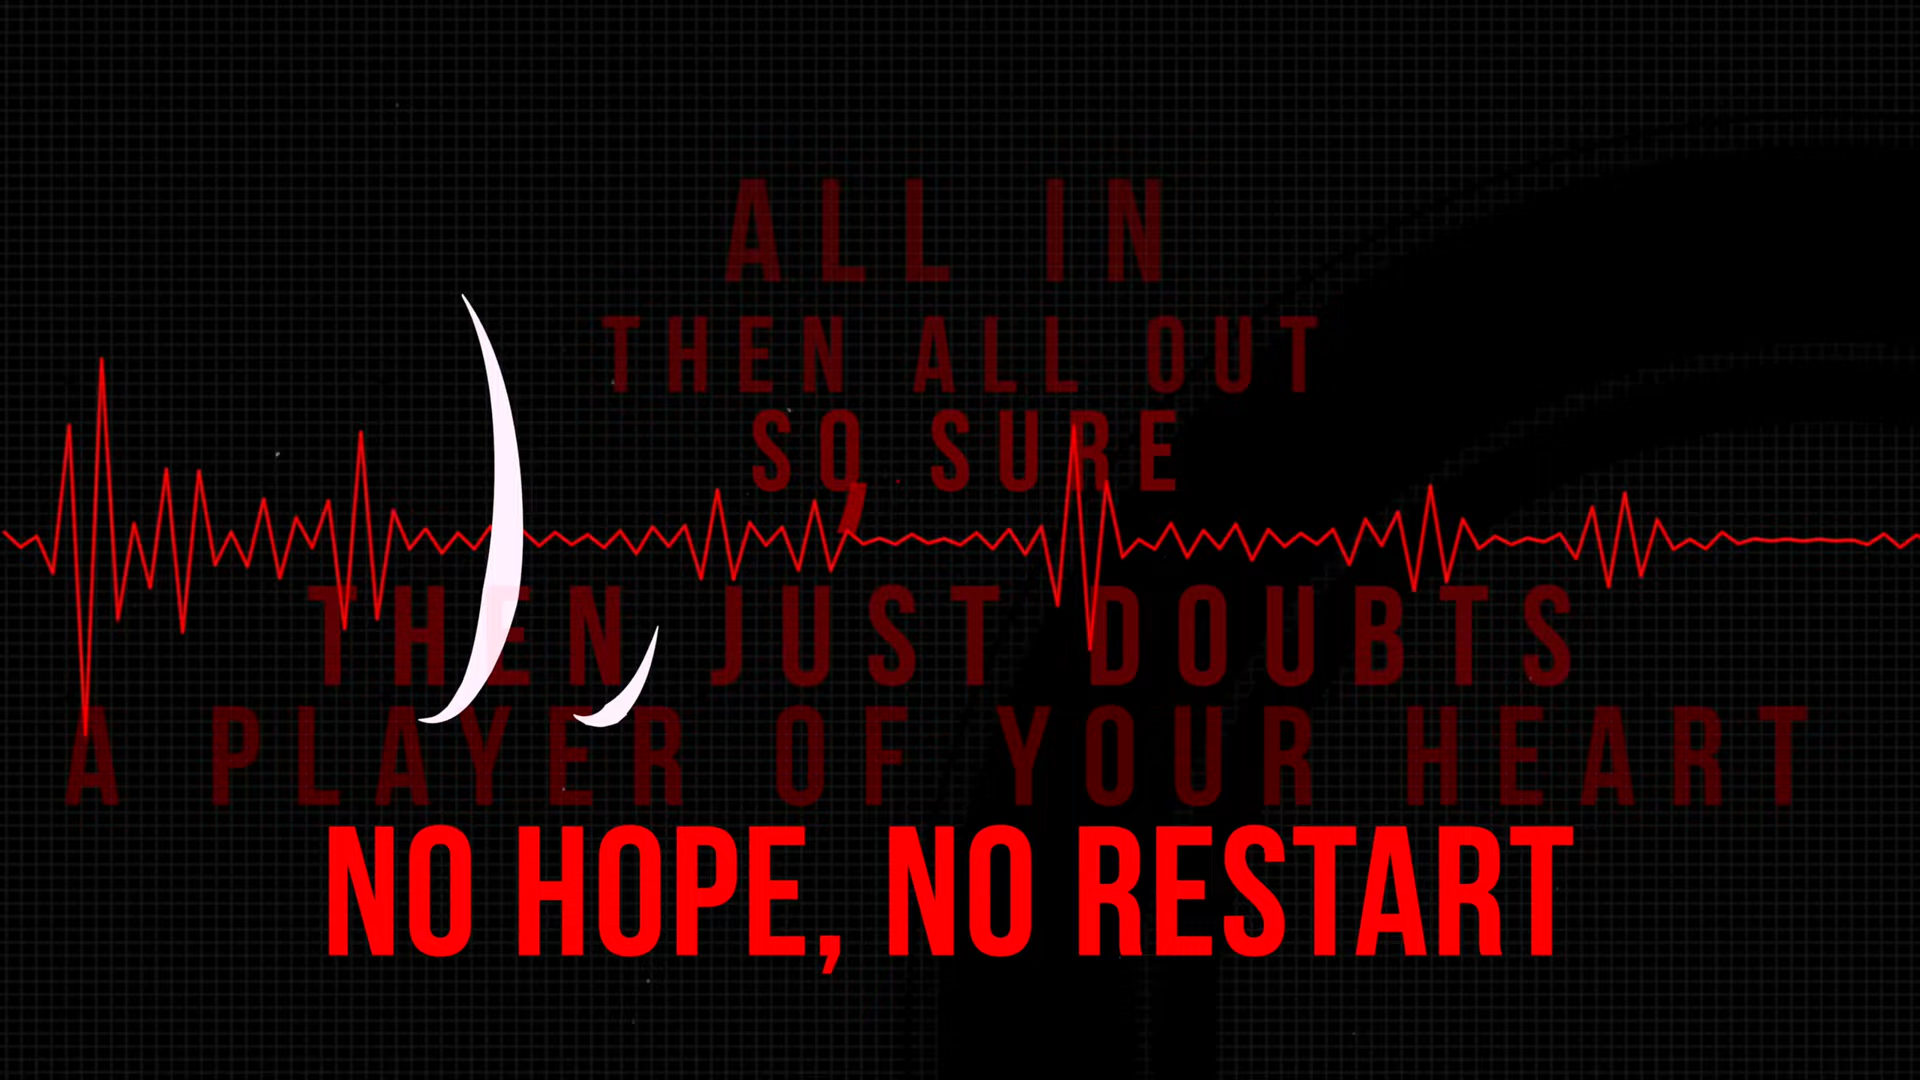 ALL IN
THEN ALL OUT
SO SURE
,
THEN JUST DOUBTS
A PLAYER OF YOUR HEART
NO HOPE, NO RESTART